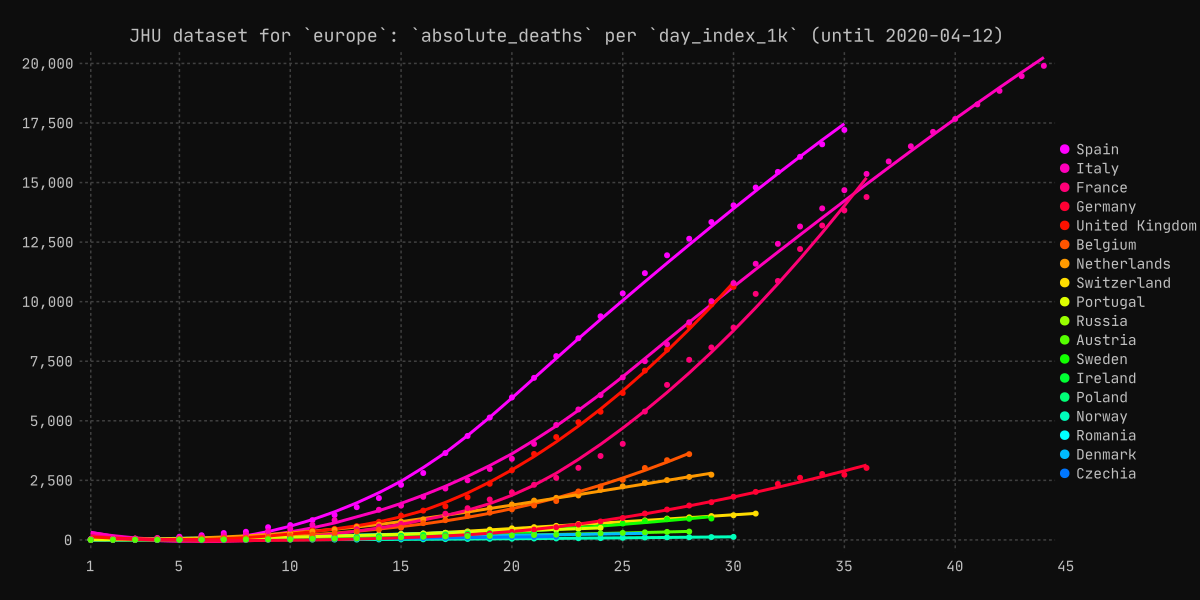 JHU dataset for `europe`: `absolute_deaths` per `day_index_1k` (until 2020-04-12)
20,000
17,500
15,000
12,500
10,000
7,500
5,000
2,500
0
1 5 10 15 20 25 30 35 40 45
Spain
Italy
France
Germany
United Kingdom
Belgium
Netherlands
Switzerland
Portugal
Russia
Austria
Sweden
Ireland
Poland
Norway
Romania
Denmark
Czechia